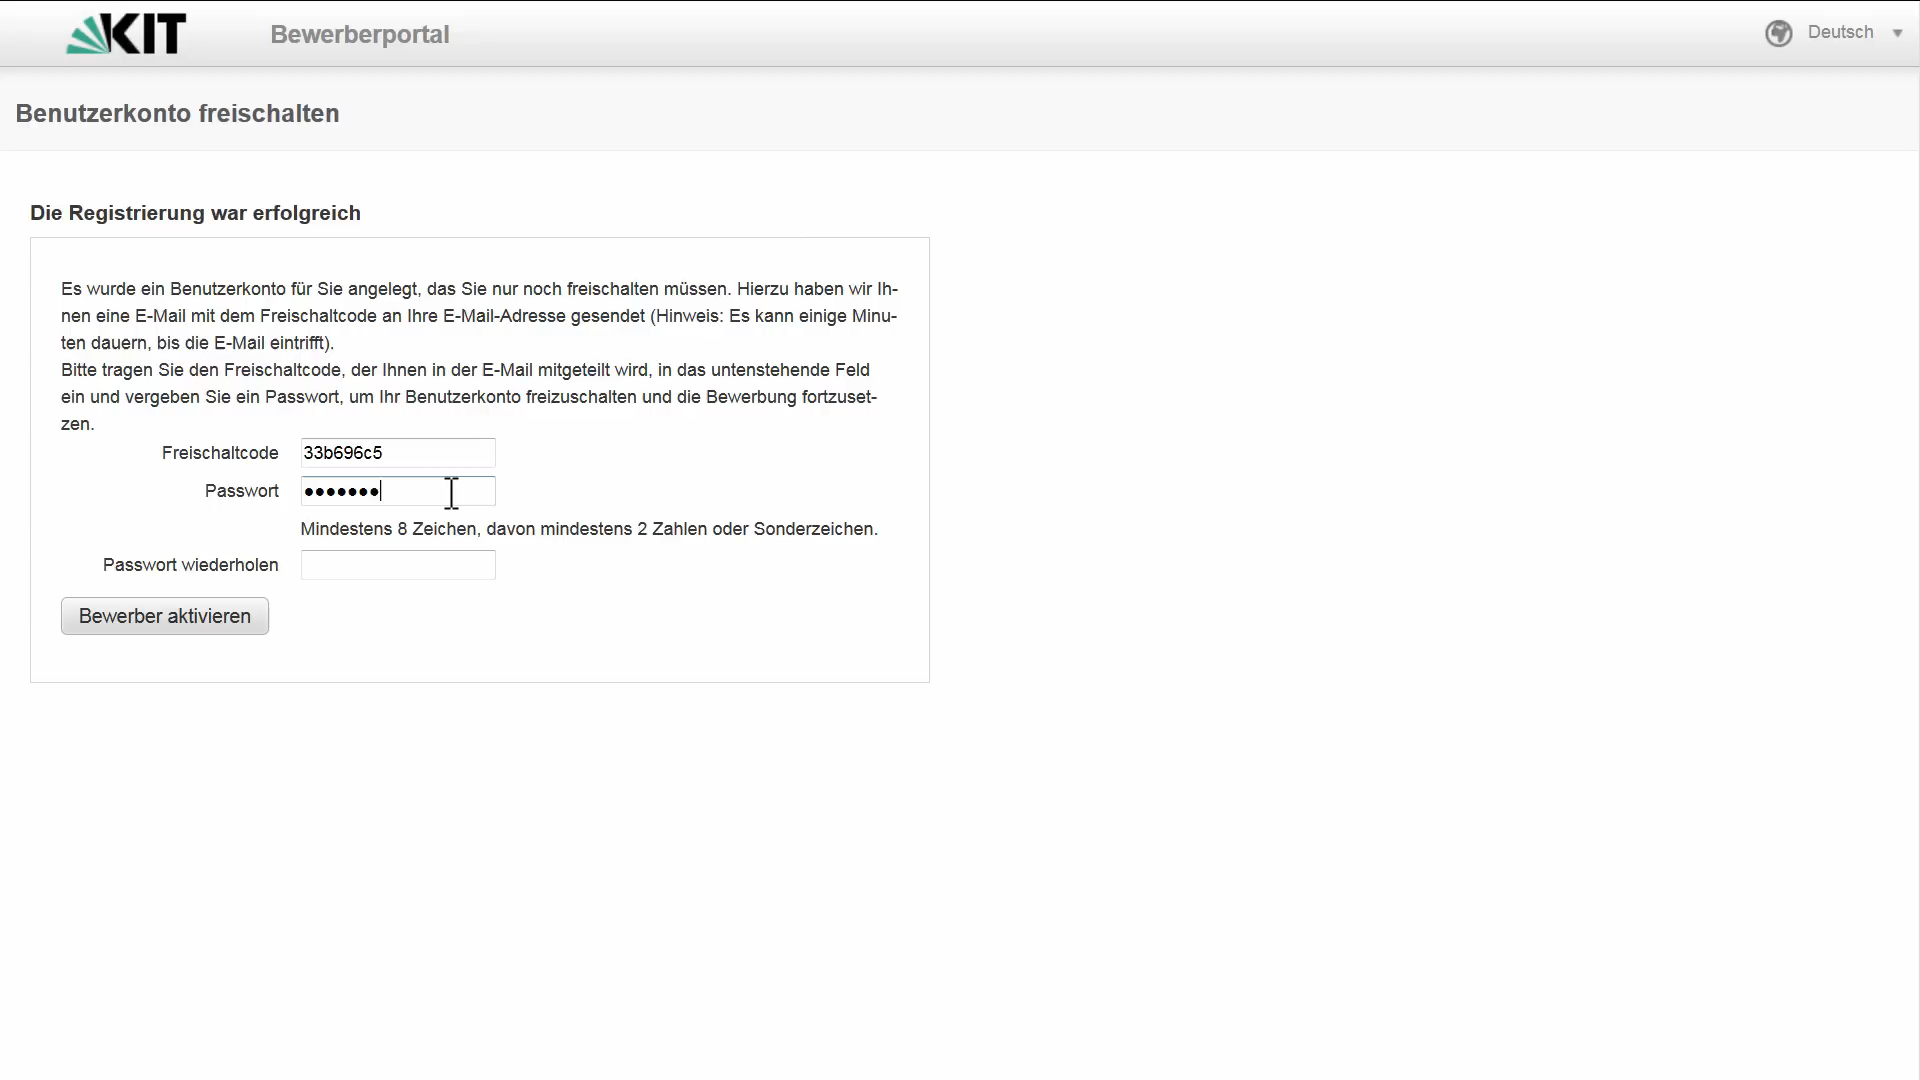 KIT
Bewerberportal
Deutsch
Benutzerkonto freischalten
Die Registrierung war erfolgreich
Es wurde ein Benutzerkonto für Sie angelegt, das Sie nur noch freischalten müssen. Hierzu haben wir Ih-
nen eine E-Mail mit dem Freischaltcode an Ihre E-Mail-Adresse gesendet (Hinweis: Es kann einige Minu-
ten dauern, bis die E-Mail eintrifft).
Bitte tragen Sie den Freischaltcode, der Ihnen in der E-Mail mitgeteilt wird, in das untenstehende Feld
ein und vergeben Sie ein Passwort, um Ihr Benutzerkonto freizuschalten und die Bewerbung fortzuset-
zen.
Freischaltcode 33b696c5
Passwort •••••••
Mindestens 8 Zeichen, davon mindestens 2 Zahlen oder Sonderzeichen.
Passwort wiederholen
Bewerber aktivieren